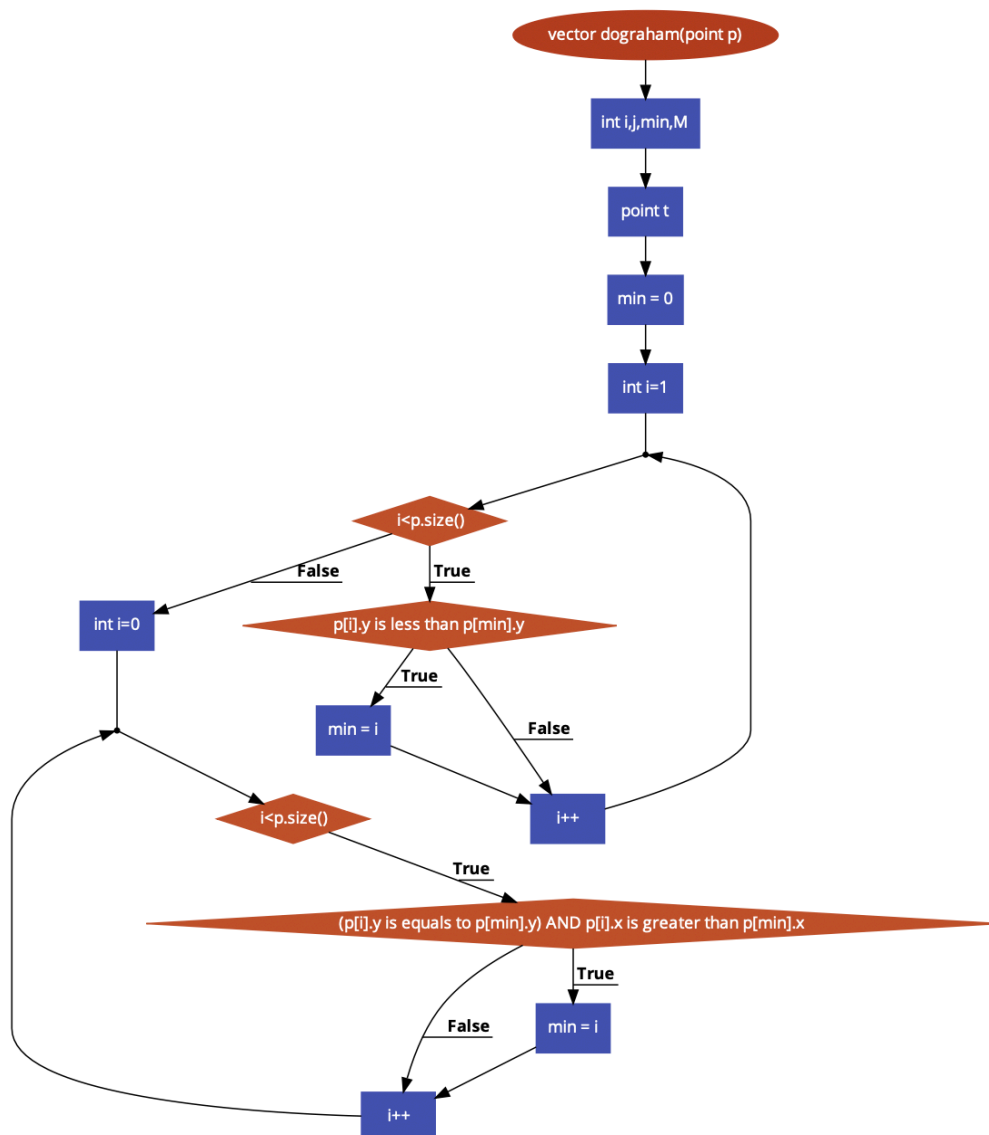 vector dograham(point p)
int i,j,min,M
point t
min = 0
int i=1
i<p.size()
False
True
int i=0
p[i].y is less than p[min].y
True
min = i
False
i++
i<p.size()
True
(p[i].y is equals to p[min].y) AND p[i].x is greater than p[min].x
True
False
min = i
i++